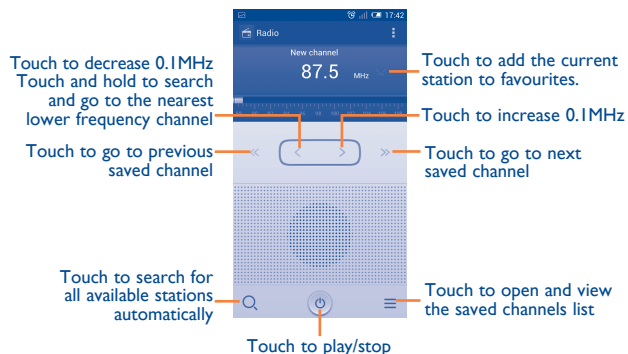 17:42
Radio
New channel
87.5 MHz
Touch to decrease 0.1MHz
Touch and hold to search
and go to the nearest
lower frequency channel
Touch to add the current
station to favourites.
Touch to increase 0.1MHz
Touch to go to previous
saved channel
Touch to go to next
saved channel
Touch to search for
all available stations
automatically
Touch to open and view
the saved channels list
Touch to play/stop